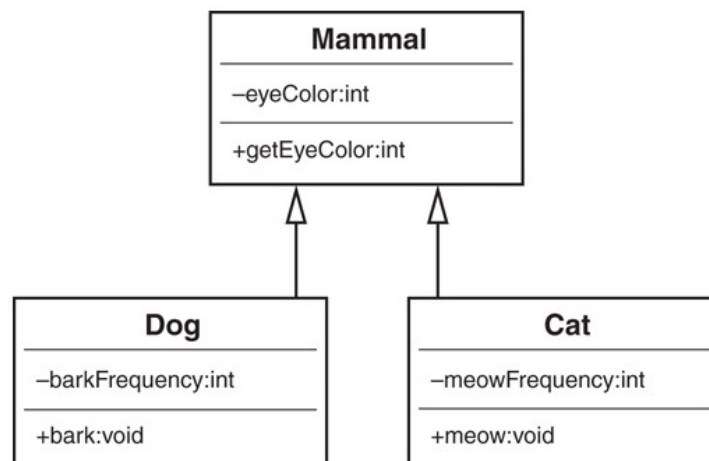 Mammal
–eyeColor:int
+getEyeColor:int
Dog
–barkFrequency:int
+bark:void
Cat
–meowFrequency:int
+meow:void